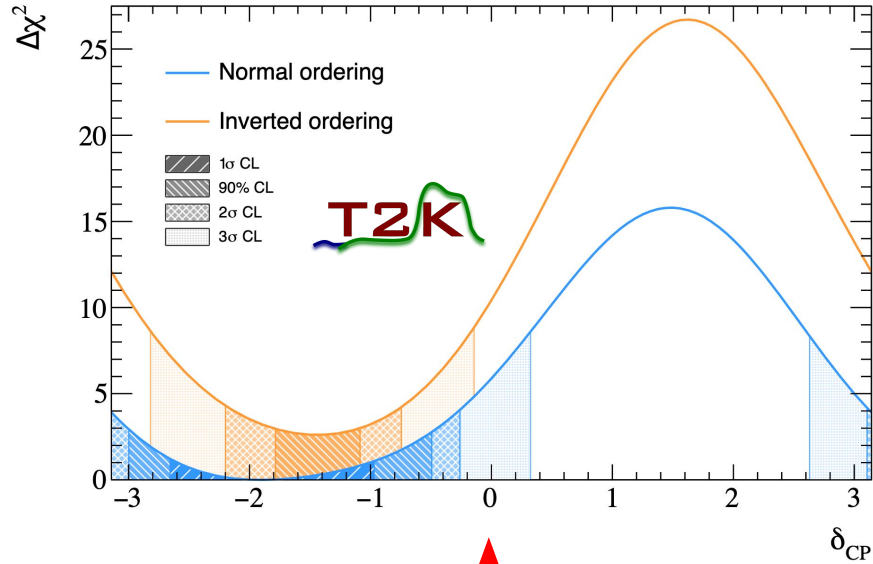 Δχ²
25
20
15
10
5
0
Normal ordering
Inverted ordering
1σ CL
90% CL
2σ CL
3σ CL
T2K
−3 −2 −1 0 1 2 3
δCP